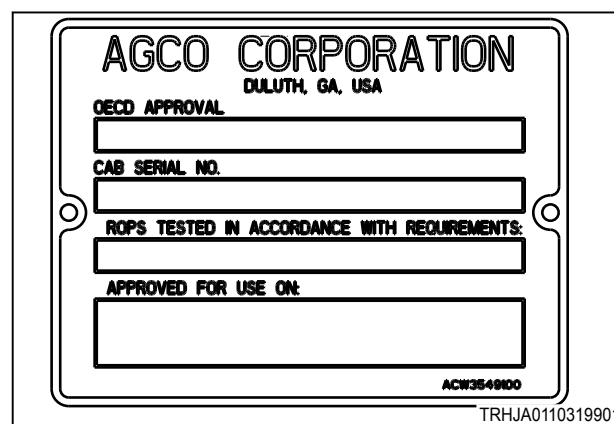 AGCO CORPORATION
DULUTH, GA, USA
OECD APPROVAL
CAB SERIAL NO.
ROPS TESTED IN ACCORDANCE WITH REQUIREMENTS:
APPROVED FOR USE ON:
ACW3549100
TRHJA0110319901